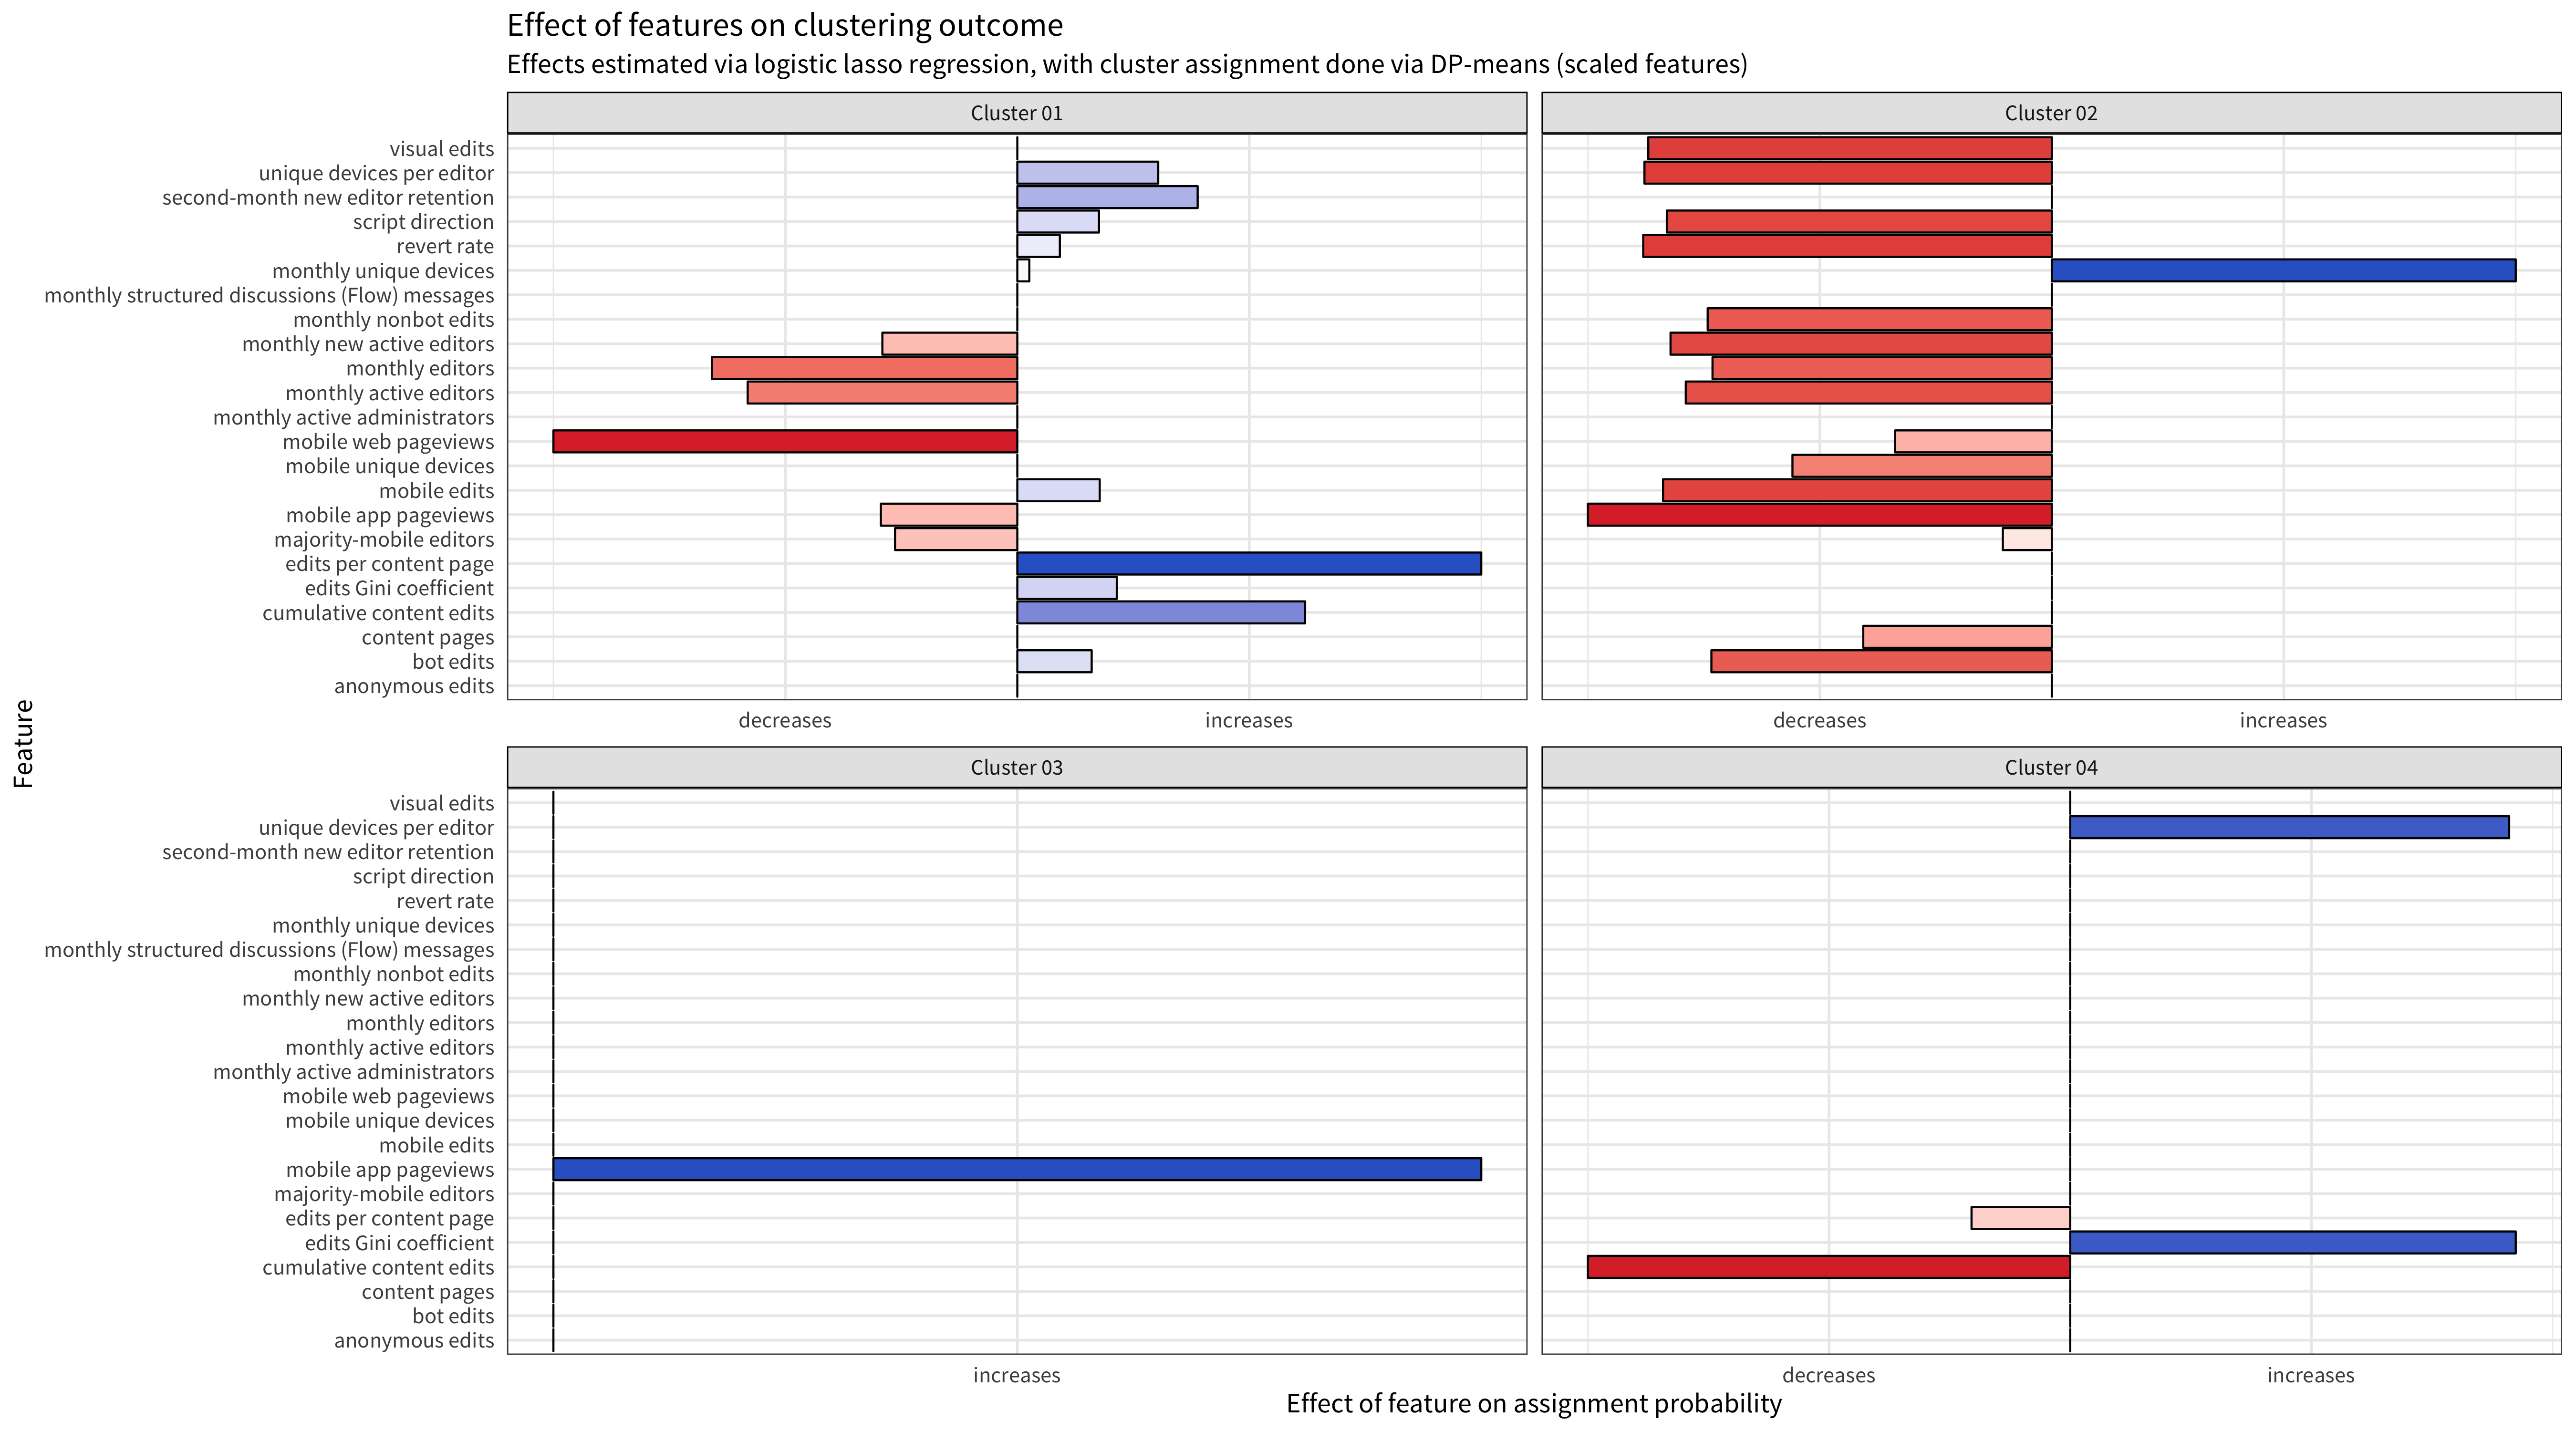 Effect of features on clustering outcome
Effects estimated via logistic lasso regression, with cluster assignment done via DP-means (scaled features)
Cluster 01
Cluster 02
visual edits
unique devices per editor
second-month new editor retention
script direction
revert rate
monthly unique devices
monthly structured discussions (Flow) messages
monthly nonbot edits
monthly new active editors
monthly editors
monthly active editors
monthly active administrators
mobile web pageviews
mobile unique devices
mobile edits
mobile app pageviews
majority-mobile editors
edits per content page
edits Gini coefficient
cumulative content edits
content pages
bot edits
anonymous edits
decreases
increases
decreases
increases
Feature
Cluster 03
Cluster 04
visual edits
unique devices per editor
second-month new editor retention
script direction
revert rate
monthly unique devices
monthly structured discussions (Flow) messages
monthly nonbot edits
monthly new active editors
monthly editors
monthly active editors
monthly active administrators
mobile web pageviews
mobile unique devices
mobile edits
mobile app pageviews
majority-mobile editors
edits per content page
edits Gini coefficient
cumulative content edits
content pages
bot edits
anonymous edits
increases
decreases
increases
Effect of feature on assignment probability